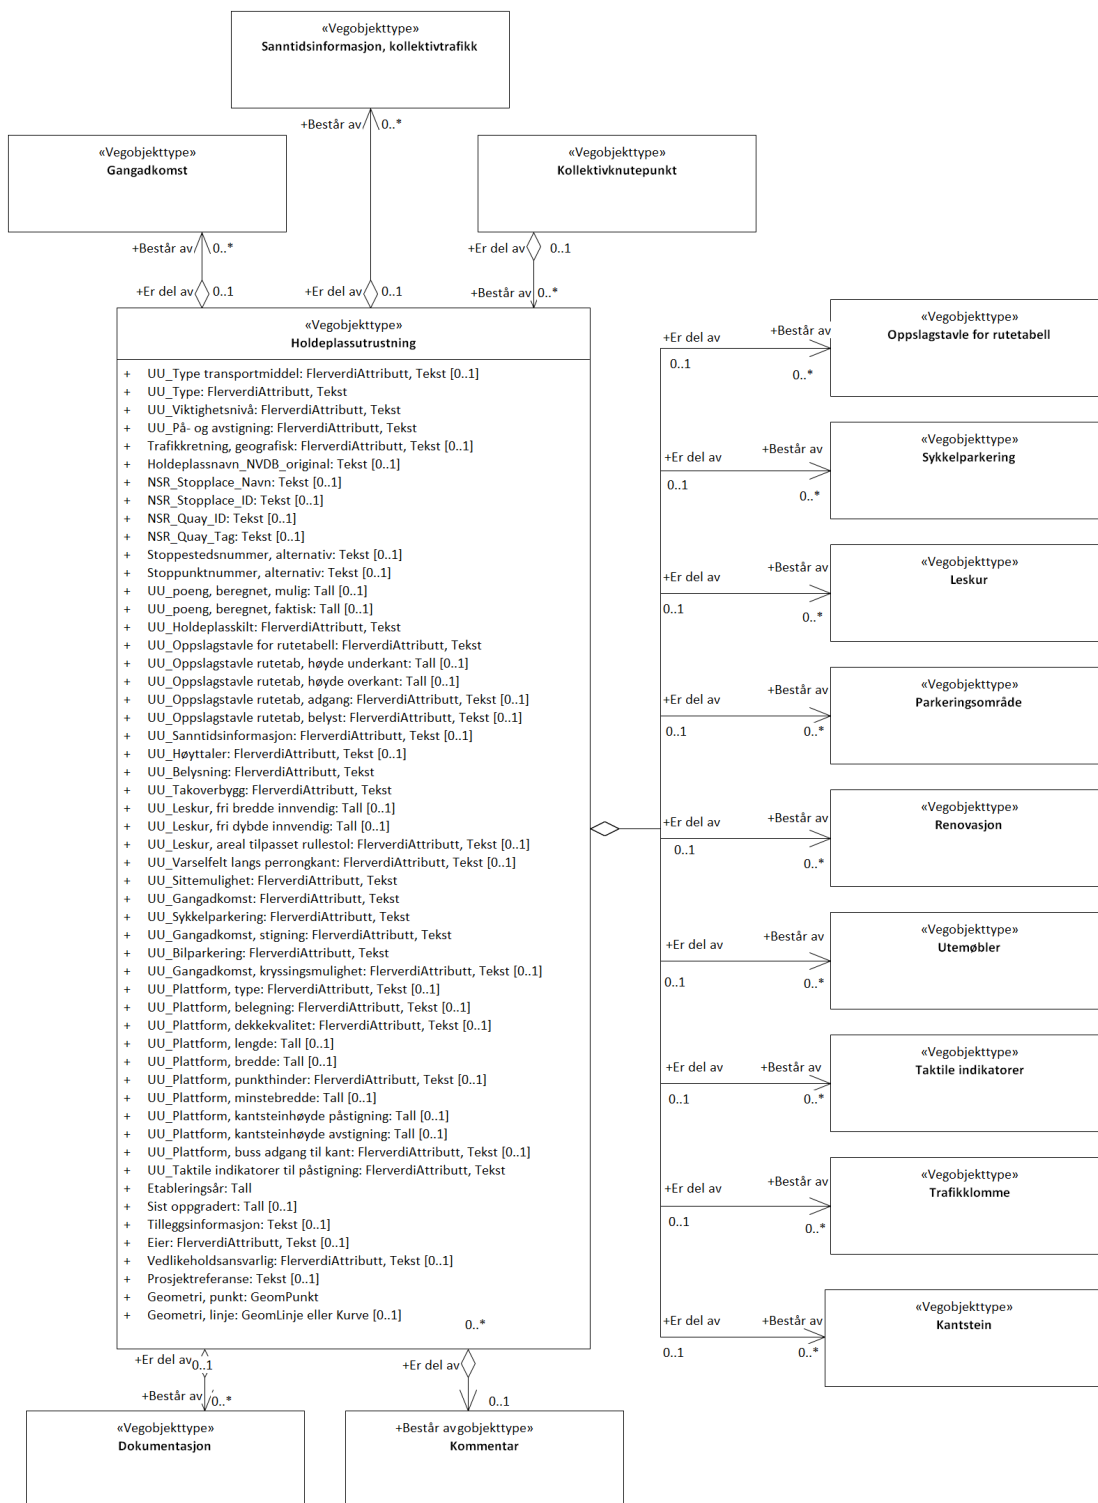 «Vegobjekttype»
Sanntidsinformasjon, kollektivtrafikk
+Består av 0..*
«Vegobjekttype»
Gangadkomst
«Vegobjekttype»
Kollektivknutepunkt
+Består av 0..*
+Er del av 0..1
+Er del av 0..1
+Er del av 0..1
+Består av 0..*
«Vegobjekttype»
Holdeplassutrustning
+ UU_Type transportmiddel: FlerverdiAttributt, Tekst [0..1]
+ UU_Type: FlerverdiAttributt, Tekst
+ UU_Viktighetsnivå: FlerverdiAttributt, Tekst
+ UU_På- og avstigning: FlerverdiAttributt, Tekst
+ Trafikkretning, geografisk: FlerverdiAttributt, Tekst [0..1]
+ Holdeplassnavn_NVDB_original: Tekst [0..1]
+ NSR_Stopplace_Navn: Tekst [0..1]
+ NSR_Stopplace_ID: Tekst [0..1]
+ NSR_Quay_ID: Tekst [0..1]
+ NSR_Quay_Tag: Tekst [0..1]
+ Stoppestedsnummer, alternativ: Tekst [0..1]
+ Stoppunktnummer, alternativ: Tekst [0..1]
+ UU_poeng, beregnet, mulig: Tall [0..1]
+ UU_poeng, beregnet, faktisk: Tall [0..1]
+ UU_Holdeplasskilt: FlerverdiAttributt, Tekst
+ UU_Oppslagstavle for rutetabell: FlerverdiAttributt, Tekst
+ UU_Oppslagstavle rutetab, høyde underkant: Tall [0..1]
+ UU_Oppslagstavle rutetab, høyde overkant: Tall [0..1]
+ UU_Oppslagstavle rutetab, adgang: FlerverdiAttributt, Tekst [0..1]
+ UU_Oppslagstavle rutetab, belyst: FlerverdiAttributt, Tekst [0..1]
+ UU_Sanntidsinformasjon: FlerverdiAttributt, Tekst [0..1]
+ UU_Høyttaler: FlerverdiAttributt, Tekst [0..1]
+ UU_Belysning: FlerverdiAttributt, Tekst
+ UU_Takoverbygg: FlerverdiAttributt, Tekst
+ UU_Leskur, fri bredde innvendig: Tall [0..1]
+ UU_Leskur, fri dybde innvendig: Tall [0..1]
+ UU_Leskur, areal tilpasset rullestol: FlerverdiAttributt, Tekst [0..1]
+ UU_Varselfelt langs perrongkant: FlerverdiAttributt, Tekst [0..1]
+ UU_Sittemulighet: FlerverdiAttributt, Tekst
+ UU_Gangadkomst: FlerverdiAttributt, Tekst
+ UU_Sykkelparkering: FlerverdiAttributt, Tekst
+ UU_Gangadkomst, stigning: FlerverdiAttributt, Tekst
+ UU_Bilparkering: FlerverdiAttributt, Tekst
+ UU_Gangadkomst, kryssingsmulighet: FlerverdiAttributt, Tekst [0..1]
+ UU_Plattform, type: FlerverdiAttributt, Tekst [0..1]
+ UU_Plattform, belegning: FlerverdiAttributt, Tekst [0..1]
+ UU_Plattform, dekkekvalitet: FlerverdiAttributt, Tekst [0..1]
+ UU_Plattform, lengde: Tall [0..1]
+ UU_Plattform, bredde: Tall [0..1]
+ UU_Plattform, punkthinder: FlerverdiAttributt, Tekst [0..1]
+ UU_Plattform, minstebredde: Tall [0..1]
+ UU_Plattform, kantsteinhøyde påstigning: Tall [0..1]
+ UU_Plattform, kantsteinhøyde avstigning: Tall [0..1]
+ UU_Plattform, buss adgang til kant: FlerverdiAttributt, Tekst [0..1]
+ UU_Taktile indikatorer til påstigning: FlerverdiAttributt, Tekst
+ Etableringsår: Tall
+ Sist oppgradert: Tall [0..1]
+ Tilleggsinformasjon: Tekst [0..1]
+ Eier: FlerverdiAttributt, Tekst [0..1]
+ Vedlikeholdsansvarlig: FlerverdiAttributt, Tekst [0..1]
+ Prosjektreferanse: Tekst [0..1]
+ Geometri, punkt: GeomPunkt
+ Geometri, linje: GeomLinje eller Kurve [0..1]
0..*
+Er del av
0..1
+Består av
0..*
«Vegobjekttype»
Oppslagstavle for rutetabell
+Er del av
0..1
+Består av
0..*
«Vegobjekttype»
Sykkelparkering
+Er del av
0..1
+Består av
0..*
«Vegobjekttype»
Leskur
+Er del av
0..1
+Består av
0..*
«Vegobjekttype»
Parkeringsområde
+Er del av
0..1
+Består av
0..*
«Vegobjekttype»
Renovasjon
+Er del av
0..1
+Består av
0..*
«Vegobjekttype»
Utemøbler
+Er del av
0..1
+Består av
0..*
«Vegobjekttype»
Taktile indikatorer
+Er del av
0..1
+Består av
0..*
«Vegobjekttype»
Trafikklomme
+Er del av
0..1
+Består av
0..*
«Vegobjekttype»
Kantstein
+Er del av 0..1
+Består av 0..*
«Vegobjekttype»
Dokumentasjon
+Er del av
0..1
+Består av gobjekttype»
Kommentar